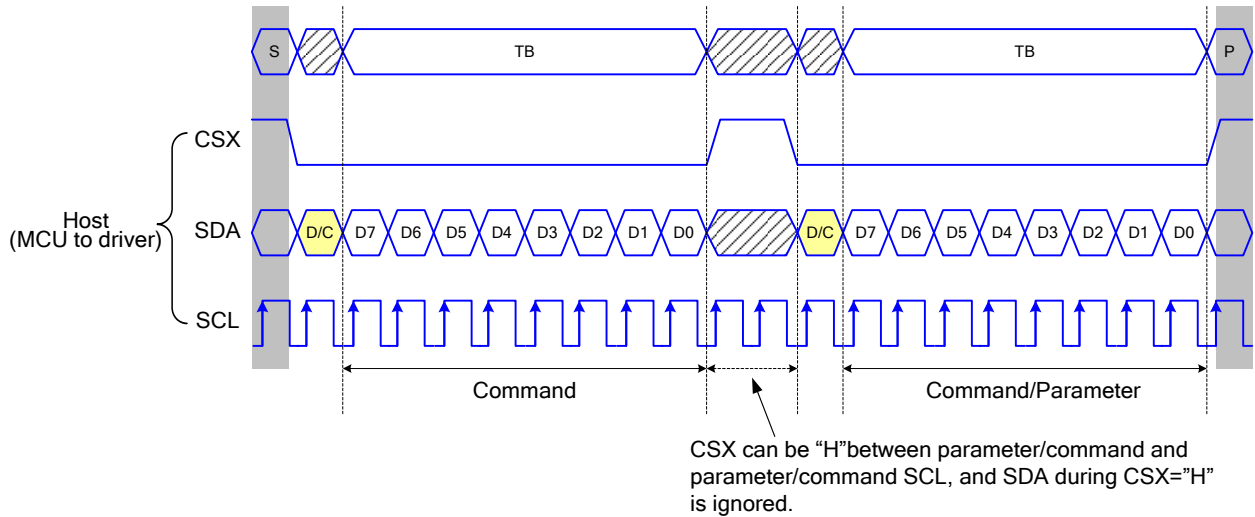 S TB TB P
CSX
Host
(MCU to driver)
SDA D/C D7 D6 D5 D4 D3 D2 D1 D0 D/C D7 D6 D5 D4 D3 D2 D1 D0
SCL
Command Command/Parameter
CSX can be “H”between parameter/command and
parameter/command SCL, and SDA during CSX=”H”
is ignored.